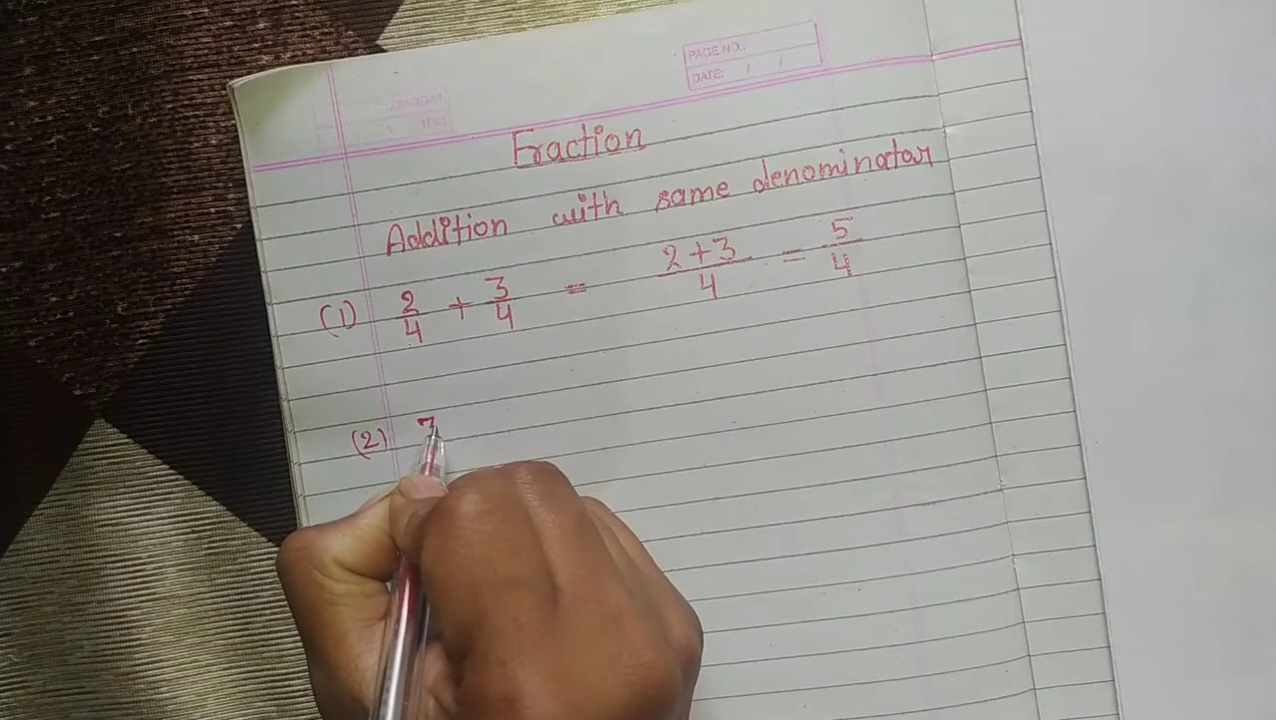 PAGE NO.:
DATE: / /
Fraction
Addition with same denominator
(1) 2/4 + 3/4 = 2+3/4 = 5/4
(2) 7